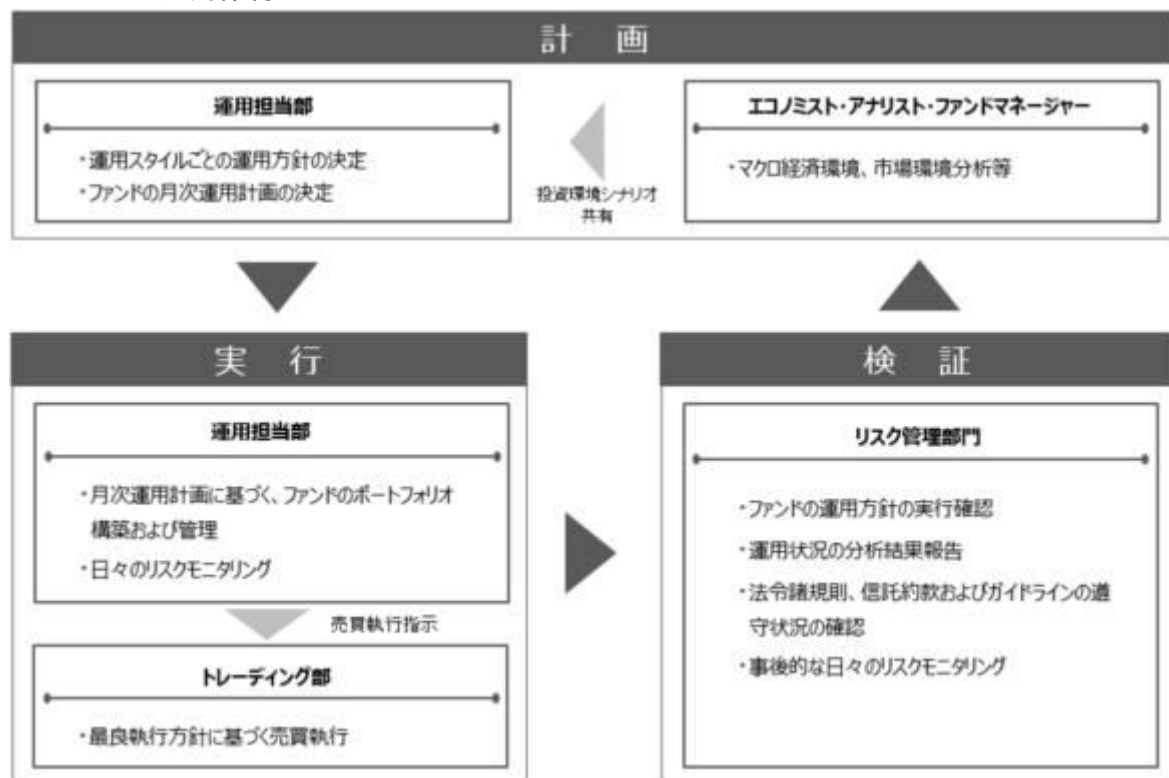 計 画
運用担当部
・運用スタイルごとの運用方針の決定
・ファンドの月次運用計画の決定
投資環境シナリオ
共有
エコノミスト・アナリスト・ファンドマネージャー
・マクロ経済環境、市場環境分析等
実 行
運用担当部
・月次運用計画に基づく、ファンドのポートフォリオ
構築および管理
・日々のリスクモニタリング
売買執行指示
トレーディング部
・最良執行方針に基づく売買執行
検 証
リスク管理部門
・ファンドの運用方針の実行確認
・運用状況の分析結果報告
・法令諸規則、信託約款およびガイドラインの遵
守状況の確認
・事後的な日々のリスクモニタリング